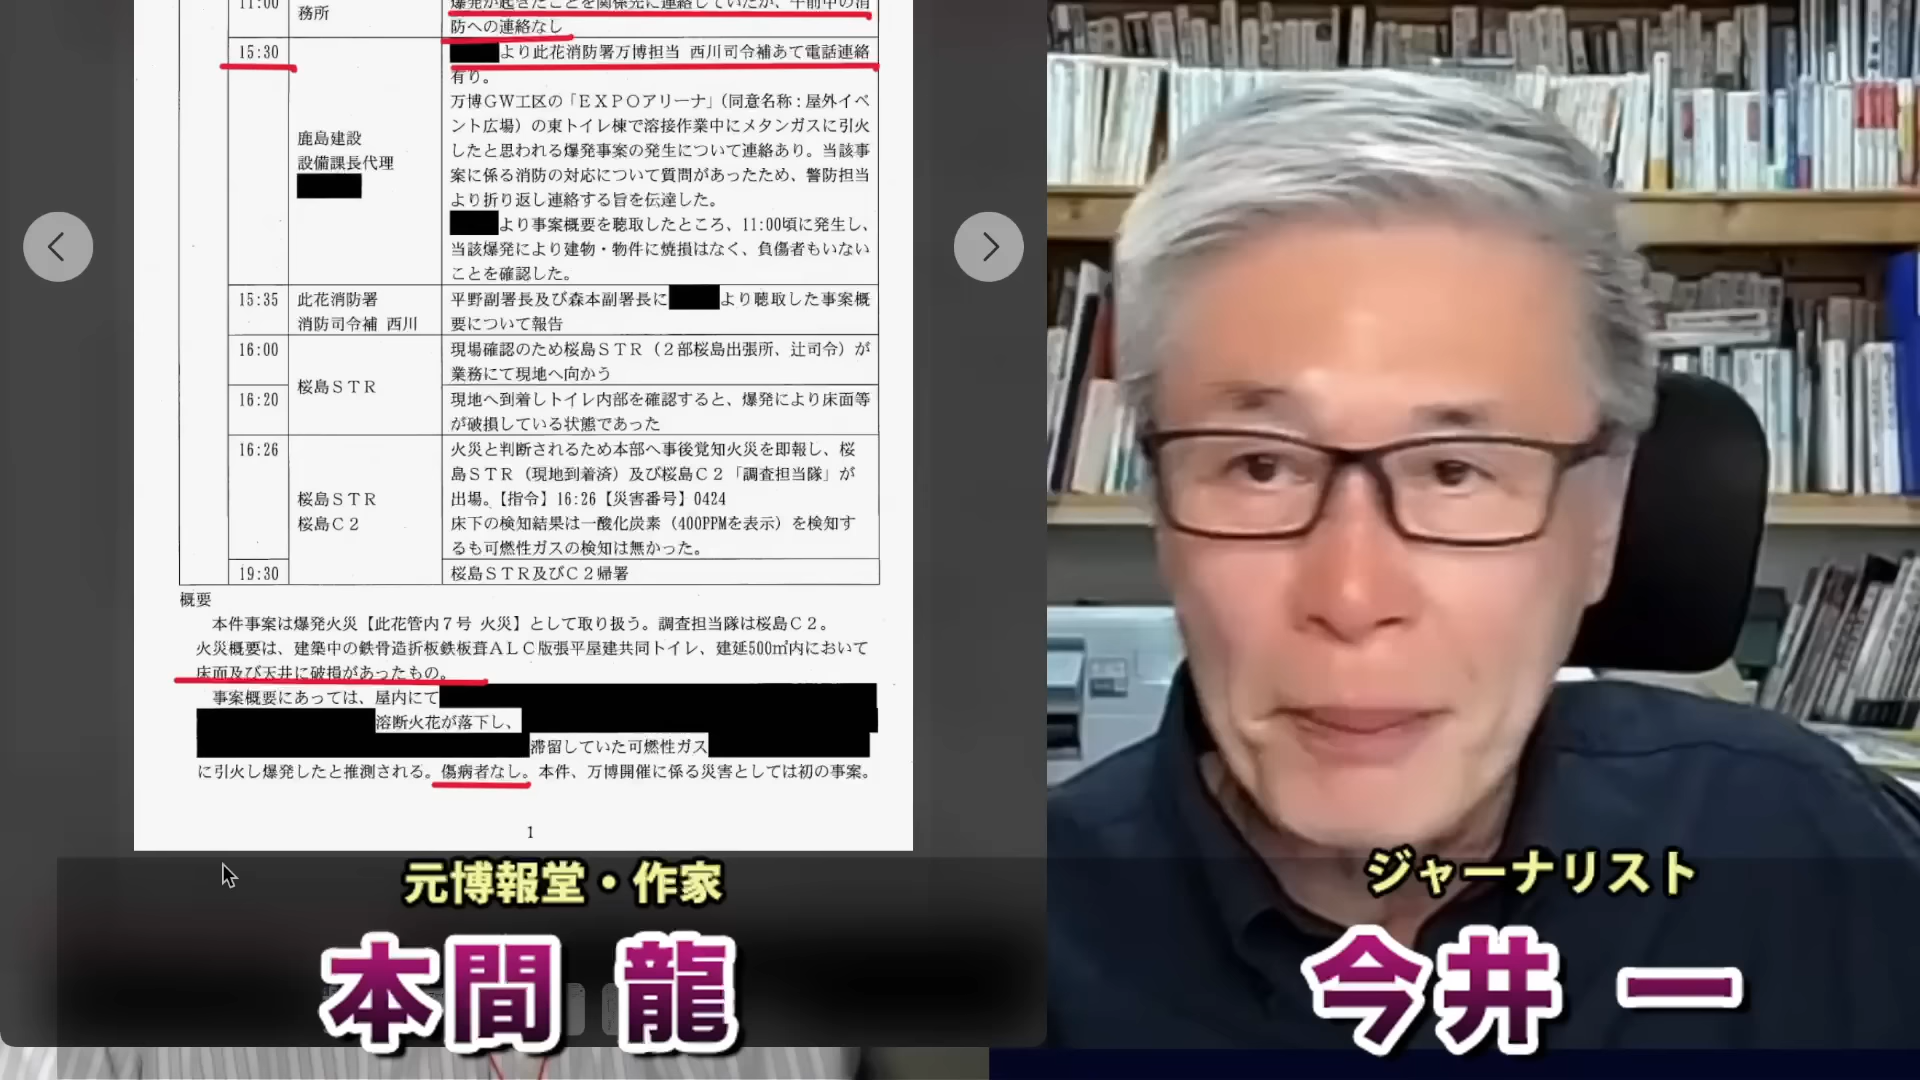 11:00
務所
爆発が起きたことを関係先に連絡していたが、午前中の消
防への連絡なし
15:30
鹿島建設
設備課長代理
より此花消防署万博担当 西川司令補あて電話連絡
有り。
万博GW工区の「EXPOアリーナ」（同意名称：屋外イベ
ント広場）の東トイレ棟で溶接作業中にメタンガスに引火
したと思われる爆発事案の発生について連絡あり。当該事
案に係る消防の対応について質問があったため、警防担当
より折り返し連絡する旨を伝達した。
より事案概要を聴取したところ、11:00頃に発生し、
当該爆発により建物・物件に焼損はなく、負傷者もいない
ことを確認した。
15:35
此花消防署
消防司令補 西川
平野副署長及び森本副署長に
より聴取した事案概
要について報告
16:00
桜島STR
現場確認のため桜島STR（2部桜島出張所、辻司令）が
業務にて現地へ向かう
16:20
現地へ到着しトイレ内部を確認すると、爆発により床面等
が破損している状態であった
16:26
桜島STR
桜島C2
火災と判断されるため本部へ事後覚知火災を即報し、桜
島STR（現地到着済）及び桜島C2「調査担当隊」が
出場。【指令】16:26【災害番号】0424
床下の検知結果は一酸化炭素（400PPMを表示）を検知す
るも可燃性ガスの検知は無かった。
19:30
桜島STR及びC2帰署
概要
本件事案は爆発火災【此花管内7号 火災】として取り扱う。調査担当隊は桜島C2。
火災概要は、建築中の鉄骨造折板鉄板葺ALC版張平屋建共同トイレ、建延500㎡内において
床面及び天井に破損があったもの。
事案概要にあっては、屋内にて
溶断火花が落下し、
滞留していた可燃性ガス
に引火し爆発したと推測される。傷病者なし。本件、万博開催に係る災害としては初の事案。
1
元博報堂・作家
本間 龍
ジャーナリスト
今井 一